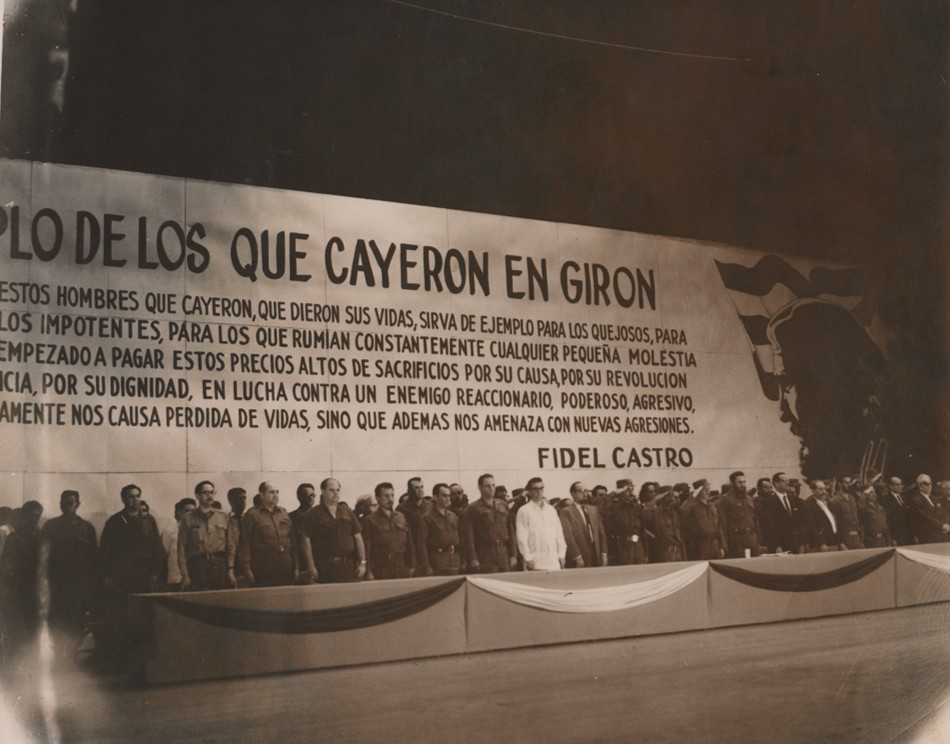 PLO DE LOS QUE CAYERON EN GIRON
ESTOS HOMBRES QUE CAYERON, QUE DIERON SUS VIDAS, SIRVA DE EJEMPLO PARA LOS QUEJOSOS, PARA
LOS IMPOTENTES, PARA LOS QUE RUMIAN CONSTANTEMENTE CUALQUIER PEQUEÑA MOLESTIA
EMPEZADO A PAGAR ESTOS PRECIOS ALTOS DE SACRIFICIOS POR SU CAUSA, POR SU REVOLUCION
ICIA, POR SU DIGNIDAD, EN LUCHA CONTRA UN ENEMIGO REACCIONARIO, PODEROSO, AGRESIVO,
AMENTE NOS CAUSA PERDIDA DE VIDAS, SINO QUE ADEMAS NOS AMENAZA CON NUEVAS AGRESIONES.
FIDEL CASTRO